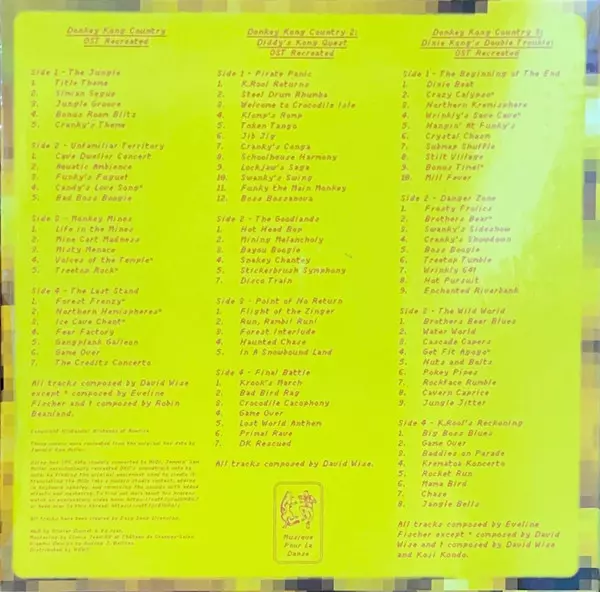 Donkey Kong Country
OST Recreated
Side 1 - The Jungle
1. Title Theme
2. Simian Segue
3. Jungle Groove
4. Bonus Room Blitz
5. Cranky's Theme
Side 2 - Unfamiliar Territory
1. Cave Dweller Concert
2. Aquatic Ambience
3. Funky's Fugue
4. Candy's Love Song*
5. Bad Boss Boogie
Side 3 - Monkey Mines
1. Life in the Mines
2. Mine Cart Madness
3. Misty Menace
4. Voices of the Temple*
5. Treetop Rock*
Side 4 - The Last Stand
1. Forest Frenzy*
2. Northern Hemispheres*
3. Ice Cave Chant*
4. Fear Factory
5. Gangplank Galleon
6. Game Over
7. The Credits Concerto
All tracks composed by David Wise
except * composed by Eveline
Fischer and † composed by Robin
Beanland.
Donkey Kong Country 2:
Diddy's Kong Quest
OST Recreated
Side 1 - Pirate Panic
1. K.Rool Returns
2. Steel Drum Rhumba
3. Welcome to Crocodile Isle
4. Klomp's Romp
5. Token Tango
6. Jib Jig
7. Cranky's Conga
8. Schoolhouse Harmony
9. Lockjaw's Saga
10. Swanky's Swing
11. Funky the Main Monkey
12. Boss Bossanova
Side 2 - The Goodlands
1. Hot Head Bop
2. Mining Melancholy
3. Bayou Boogie
4. Snakey Chantey
5. Stickerbrush Symphony
7. Disco Train
Side 3 - Point of No Return
1. Flight of the Zinger
2. Run, Rambi! Run!
3. Forest Interlude
4. Haunted Chase
5. In A Snowbound Land
Side 4 - Final Battle
1. Krook's March
2. Bad Bird Rag
3. Crocodile Cacophony
4. Game Over
5. Lost World Anthem
6. Primal Rave
7. DK Rescued
All tracks composed by David Wise.
Musique
Pour la
Danse
Donkey Kong Country 3:
Dixie Kong's Double Trouble!
OST Recreated
Side 1 - The Beginning of The End
1. Dixie Beat
2. Crazy Calypso*
3. Northern Kremisphere
4. Wrinkly's Save Cave*
5. Hangin' At Funky's
6. Crystal Chasm
7. Submap Shuffle
8. Stilt Village
9. Bonus Time!*
10. Mill Fever
Side 2 - Danger Zone
1. Frosty Frolics
2. Brothers Bear*
3. Swanky's Sideshow
4. Cranky's Showdown
5. Boss Boogie
6. Treetop Tumble
7. Wrinkly 64†
8. Hot Pursuit
9. Enchanted Riverbank
Side 3 - The Wild World
1. Brothers Bear Blues
2. Water World
3. Cascade Capers
4. Get Fit Agogo*
5. Nuts and Bolts
6. Pokey Pipes
7. Rockface Rumble
8. Cavern Caprice
9. Jungle Jitter
Side 4 - K.Rool's Reckoning
1. Big Boss Blues
2. Game Over
3. Baddies on Parade
4. Krematoa Koncerto
5. Rocket Run
6. Mama Bird
7. Chase
8. Jangle Bells
All tracks composed by Eveline
Fischer except * composed by David
Wise and † composed by David Wise
and Koji Kondo.